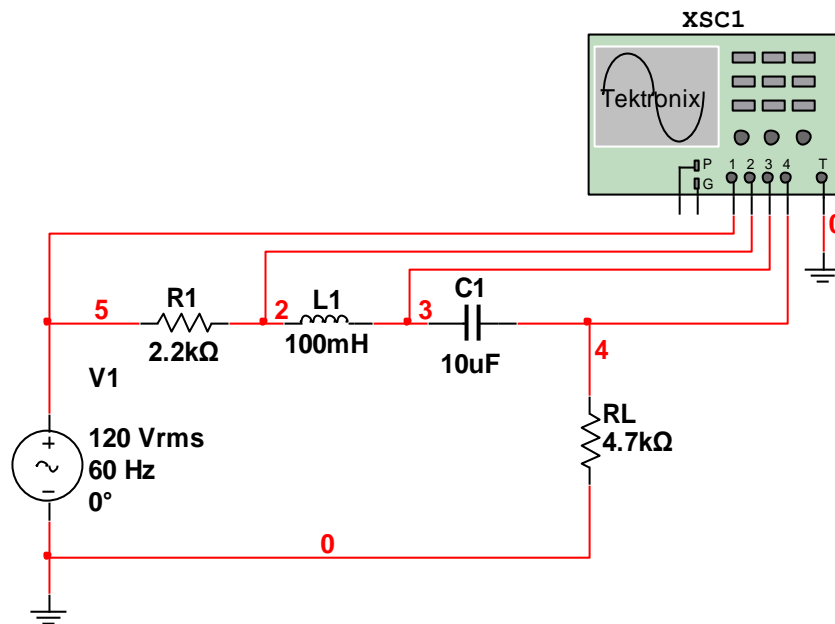 XSC1
Tektronix
P
G
1 2 3 4 T
0
5
R1
2.2kΩ
2
L1
100mH
3
C1
10uF
4
V1
120 Vrms
60 Hz
0°
RL
4.7kΩ
0